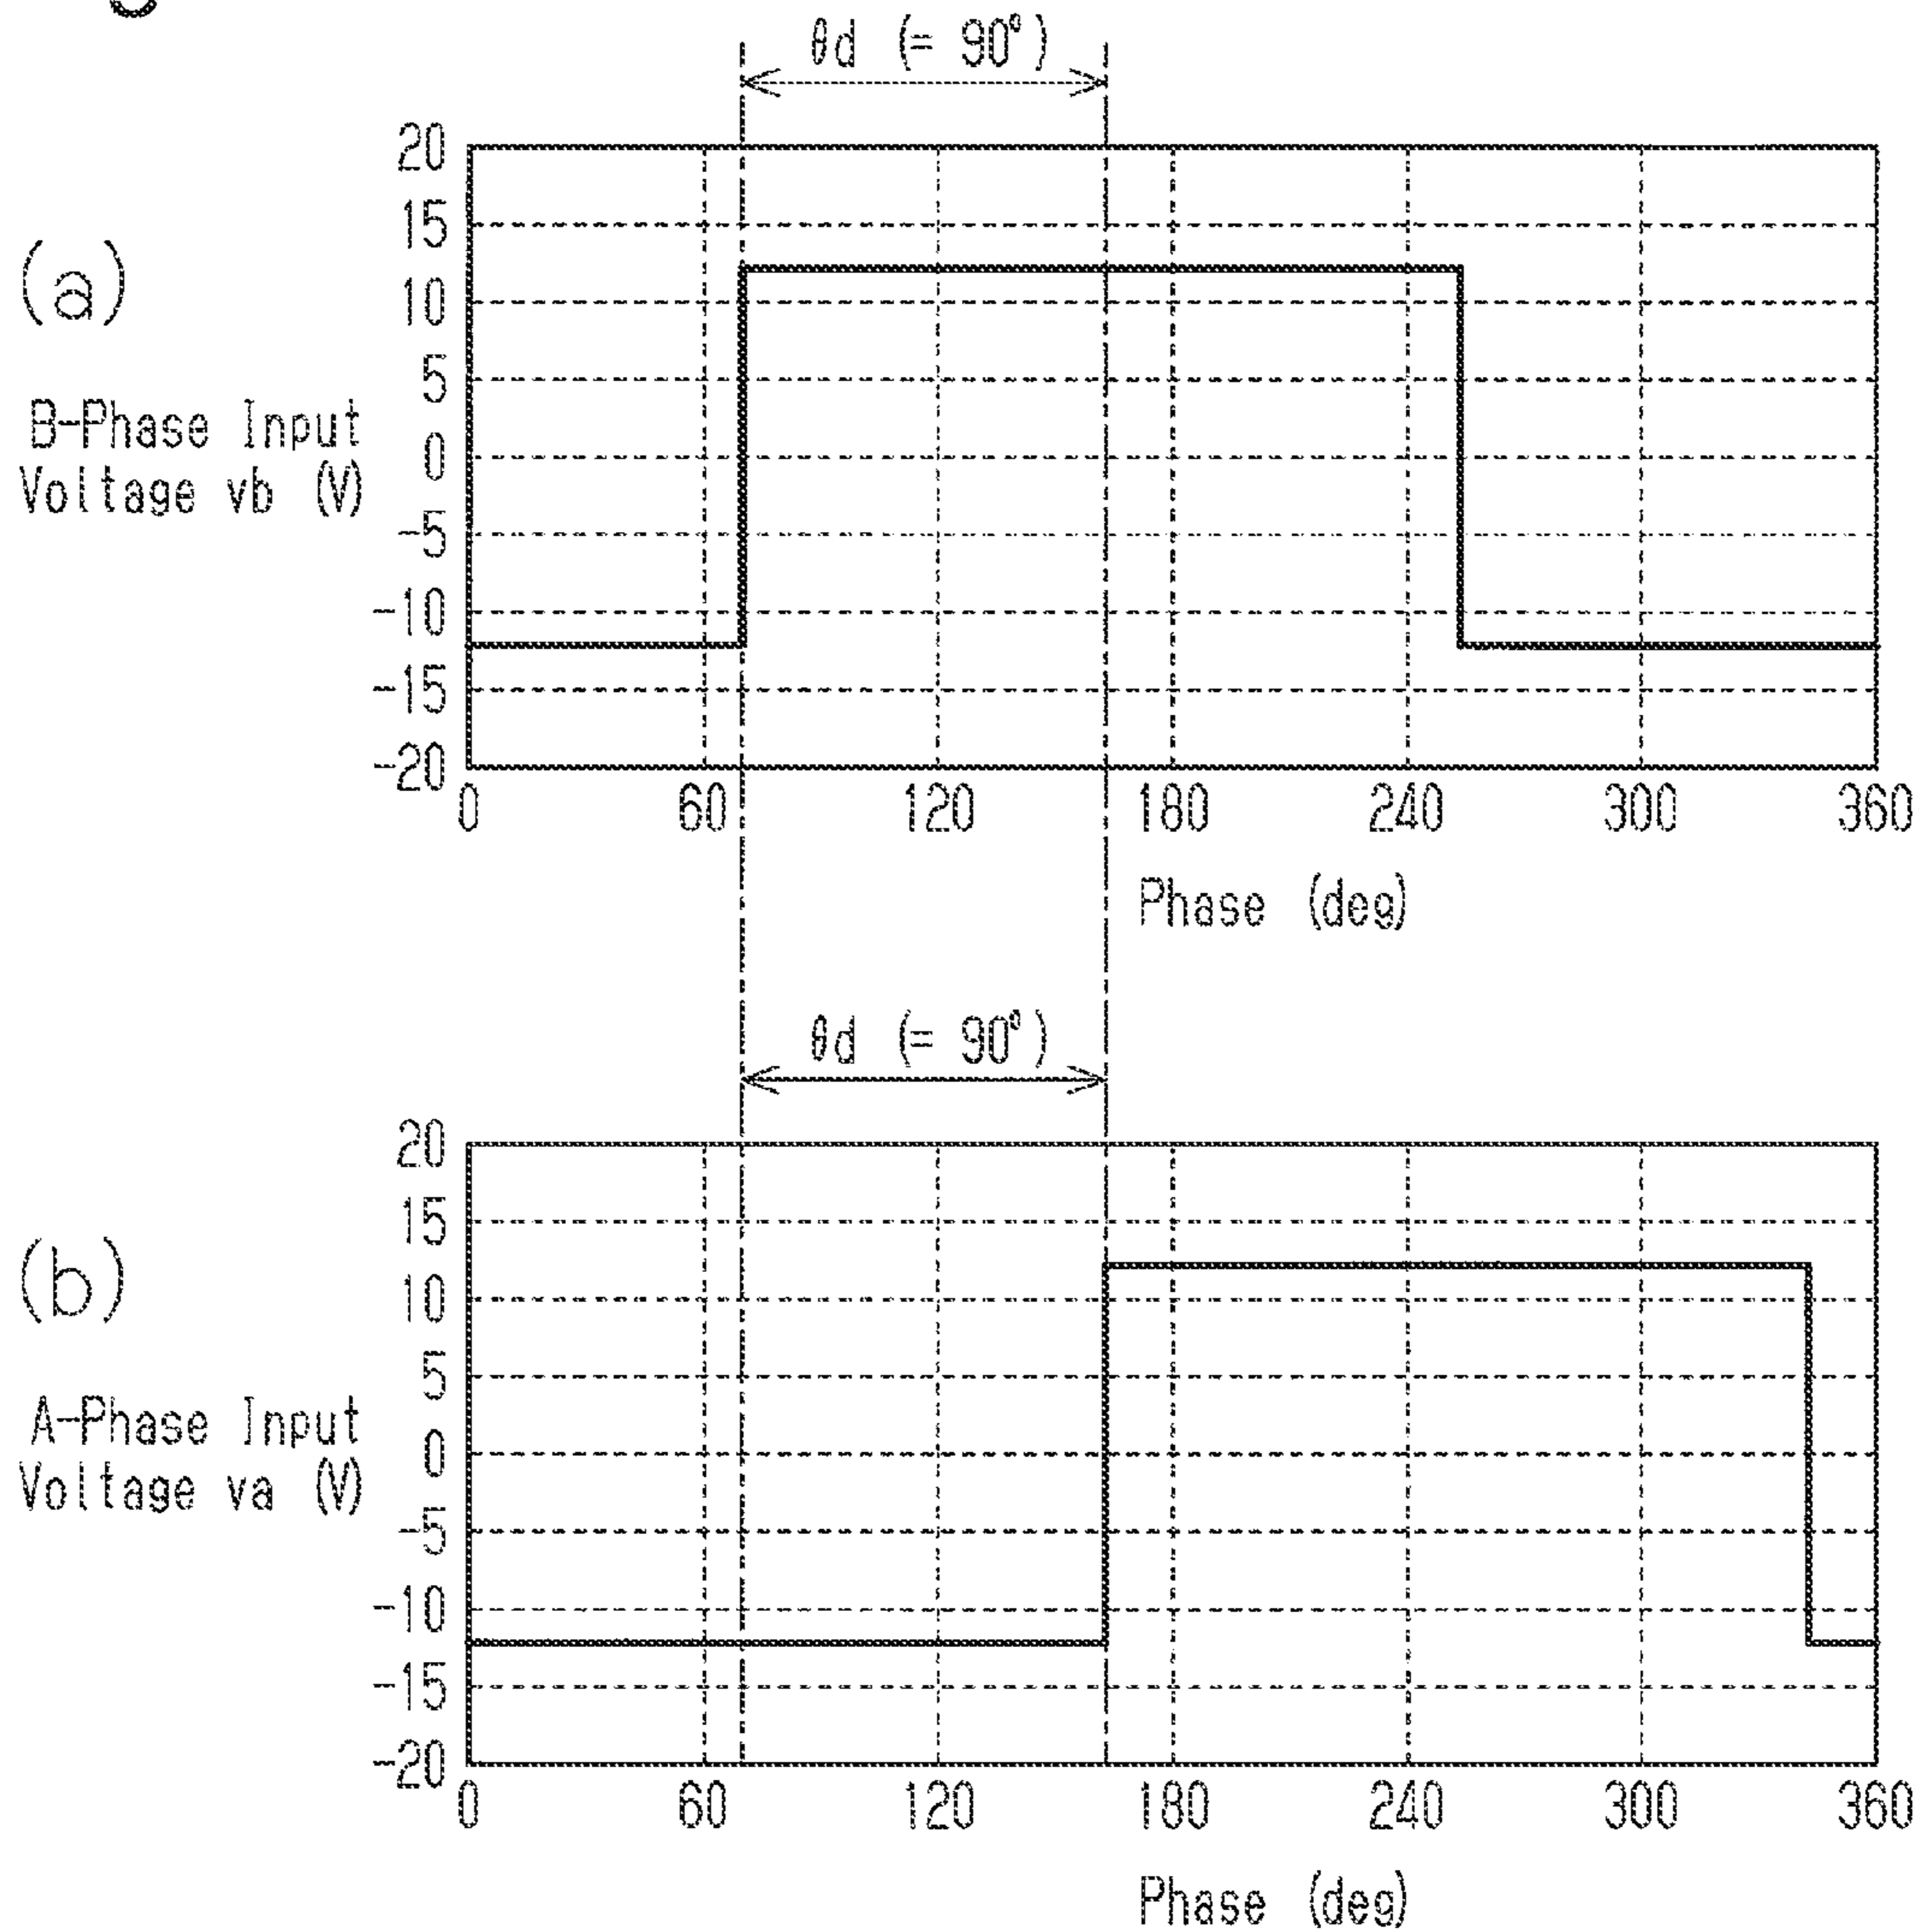 θd (= 90°)
20
15
10
5
0
-5
-10
-15
-20
(a)
B-Phase Input
Voltage vb (V)
0 60 120 180 240 300 360
Phase (deg)
θd (= 90°)
20
15
10
5
0
-5
-10
-15
-20
(b)
A-Phase Input
Voltage va (V)
0 60 120 180 240 300 360
Phase (deg)